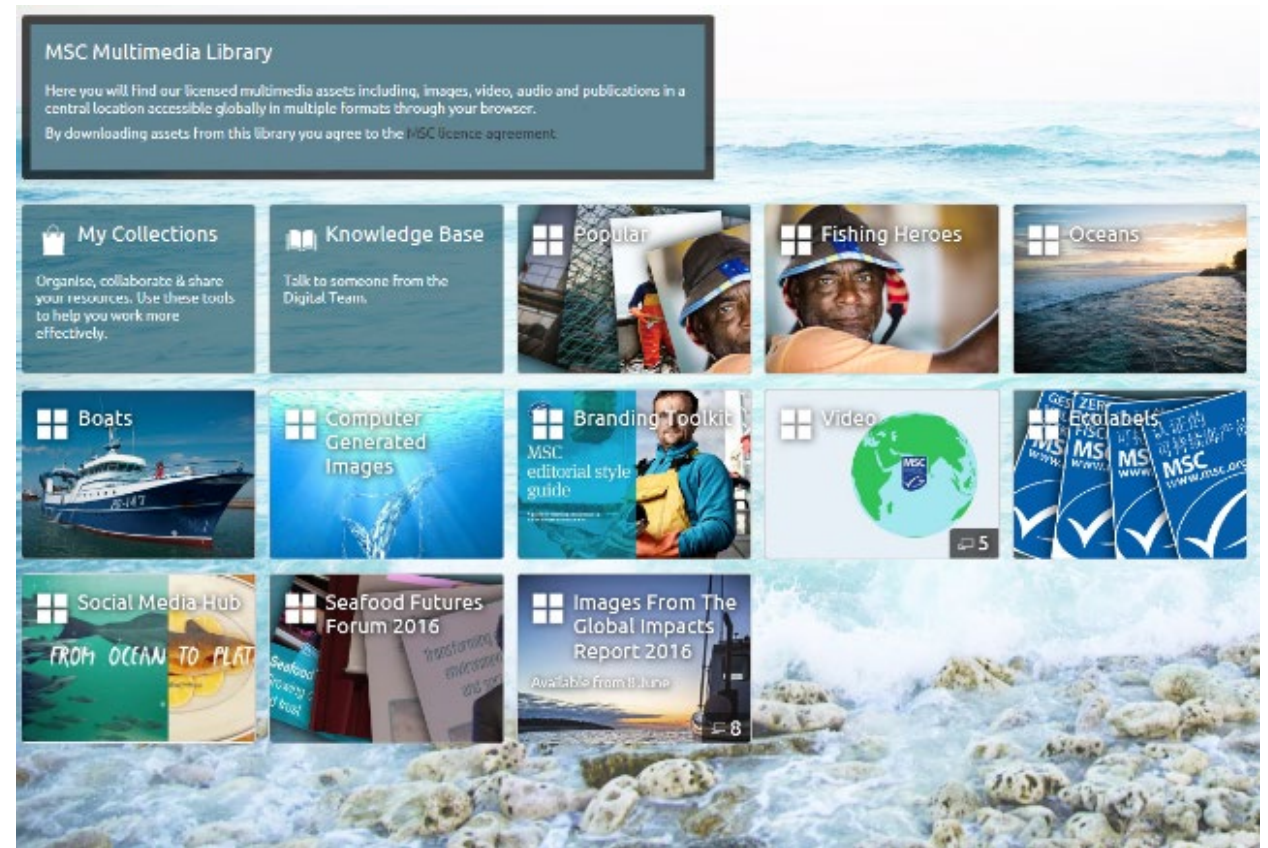 MSC Multimedia Library
Here you will find our licensed multimedia assets including, images, video, audio and publications in a
central location accessible globally in multiple formats through your browser.
By downloading assets from this library you agree to the MSC licence agreement
My Collections
Organise, collaborate & share
your resources. Use these tools
to help you work more
effectively.
Knowledge Base
Talk to someone from the
Digital Team.
Popular
Fishing Heroes
Oceans
Boats
Computer
Generated
Images
Branding Toolkit
MSC
editorial style
guide
Video
MSC
5
Ecolabels
MSC
www.msc.org
Social Media Hub
FROM OCEAN TO PLAT
Seafood Futures
Forum 2016
Seafood
Images From The
Global Impacts
Report 2016
Available from 8 June
8